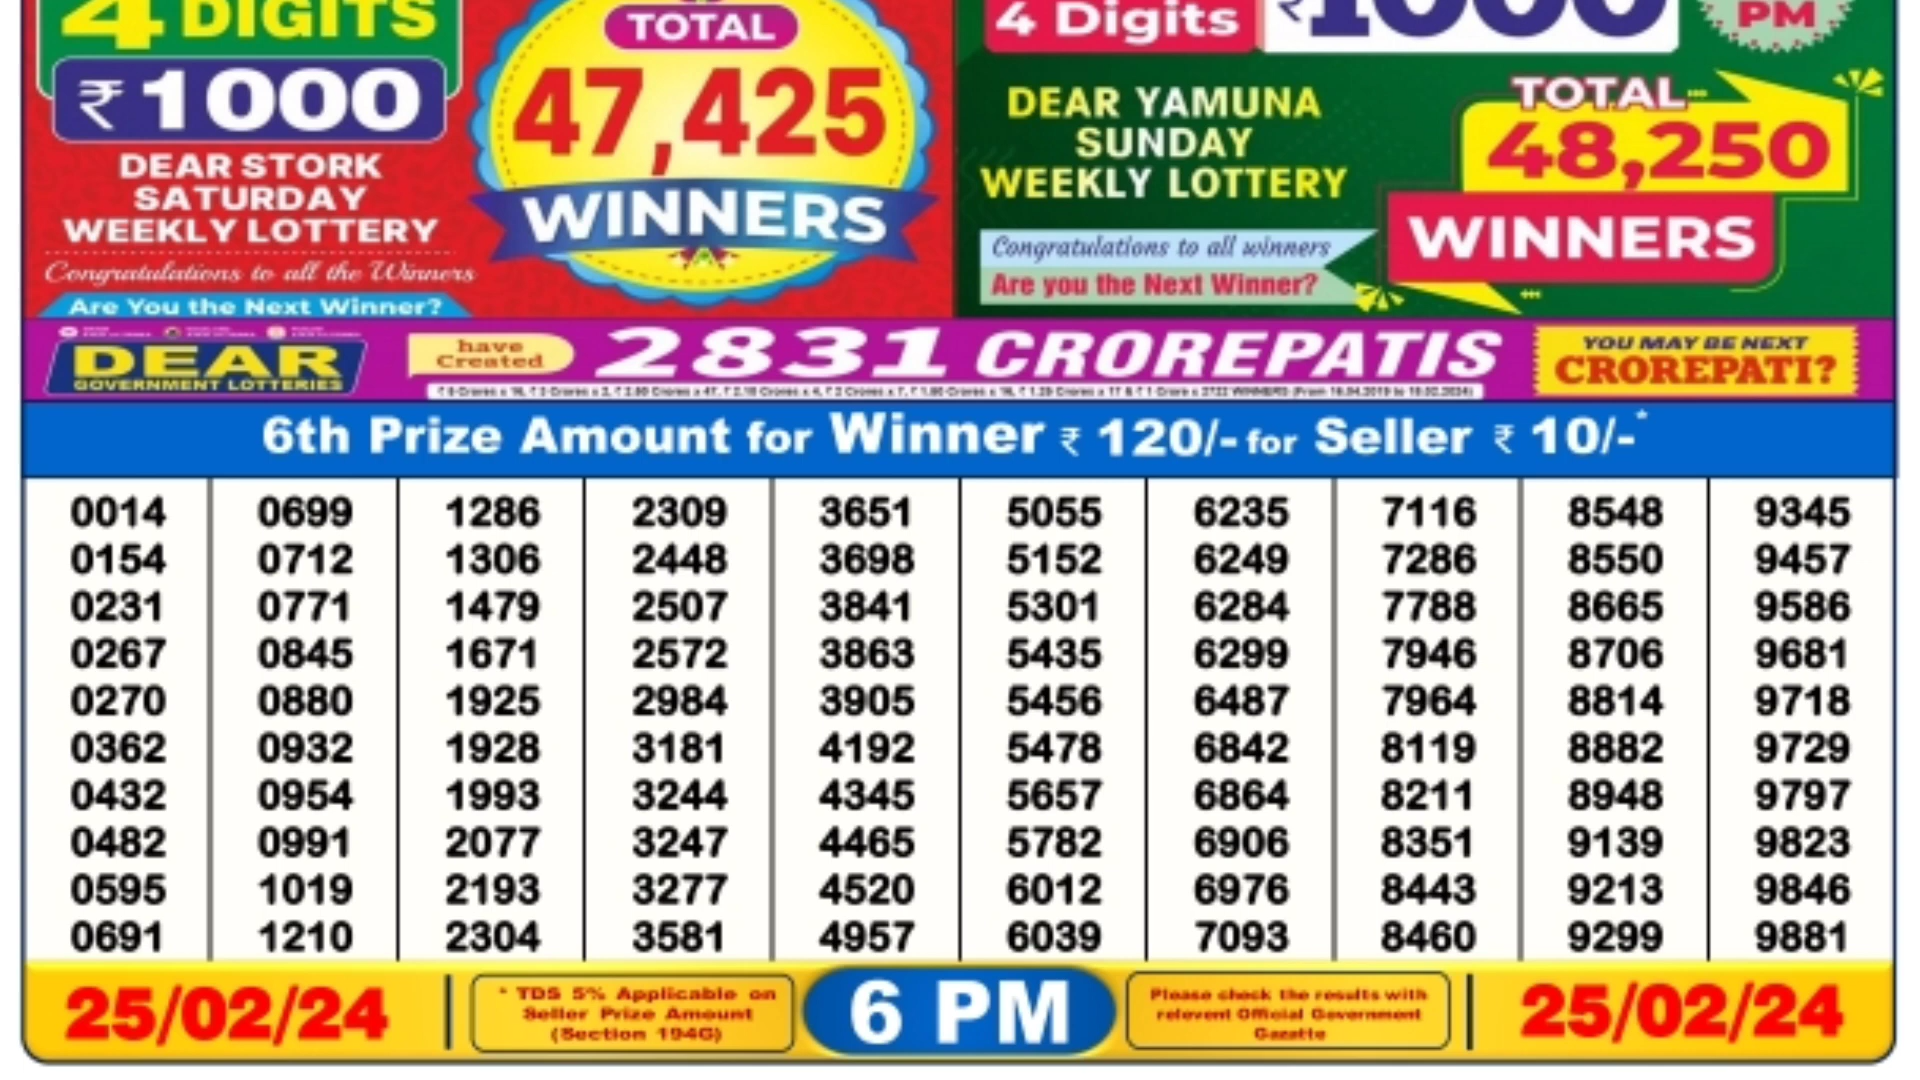 4 DIGITS
₹1000
DEAR STORK
SATURDAY
WEEKLY LOTTERY
Congratulations to all the Winners
Are You the Next Winner?
TOTAL
47,425
WINNERS
4 Digits
₹1000
PM
DEAR YAMUNA
SUNDAY
WEEKLY LOTTERY
TOTAL
48,250
WINNERS
Congratulations to all winners
Are you the Next Winner?
DEAR
GOVERNMENT LOTTERIES
have
Created
2831 CROREPATIS
YOU MAY BE NEXT
CROREPATI?
6th Prize Amount for Winner ₹ 120/- for Seller ₹ 10/-*
0014 0699 1286 2309 3651 5055 6235 7116 8548 9345
0154 0712 1306 2448 3698 5152 6249 7286 8550 9457
0231 0771 1479 2507 3841 5301 6284 7788 8665 9586
0267 0845 1671 2572 3863 5435 6299 7946 8706 9681
0270 0880 1925 2984 3905 5456 6487 7964 8814 9718
0362 0932 1928 3181 4192 5478 6842 8119 8882 9729
0432 0954 1993 3244 4345 5657 6864 8211 8948 9797
0482 0991 2077 3247 4465 5782 6906 8351 9139 9823
0595 1019 2193 3277 4520 6012 6976 8443 9213 9846
0691 1210 2304 3581 4957 6039 7093 8460 9299 9881
25/02/24
* TDS 5% Applicable on
Seller Prize Amount
(Section 194G)
6 PM
Please check the results with
relevent Official Government
Gazatte
25/02/24